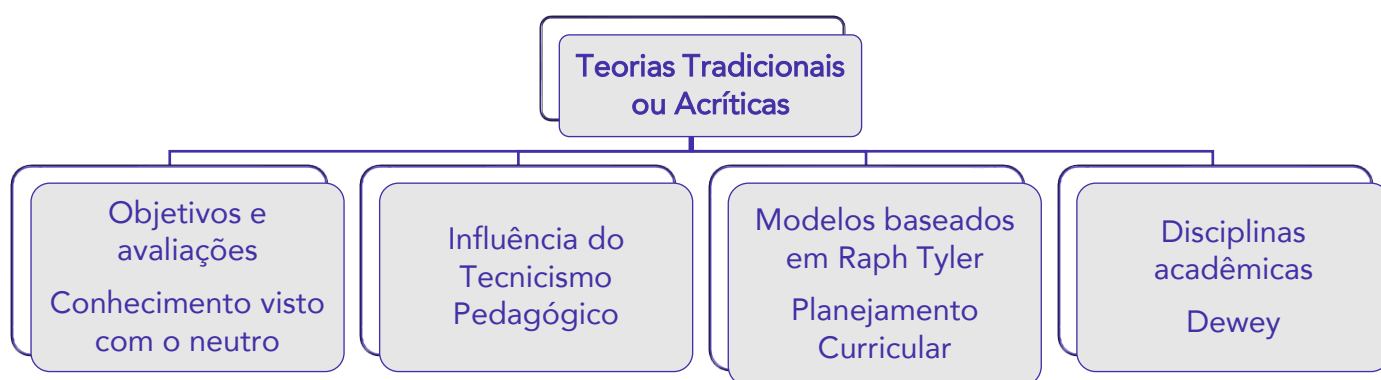 Teorias Tradicionais
ou Acríticas
Objetivos e
avaliações
Conhecimento visto
com o neutro
Influência do
Tecnicismo
Pedagógico
Modelos baseados
em Raph Tyler
Planejamento
Curricular
Disciplinas
acadêmicas
Dewey